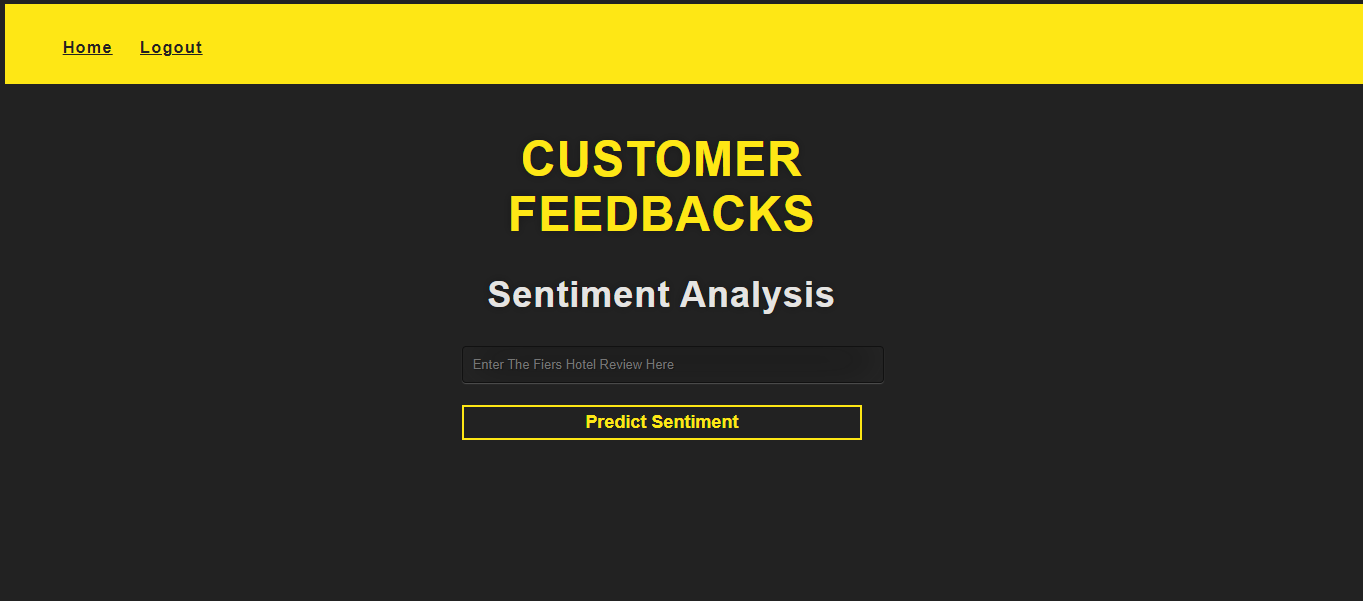 Home Logout
CUSTOMER
FEEDBACKS
Sentiment Analysis
Enter The Fiers Hotel Review Here
Predict Sentiment